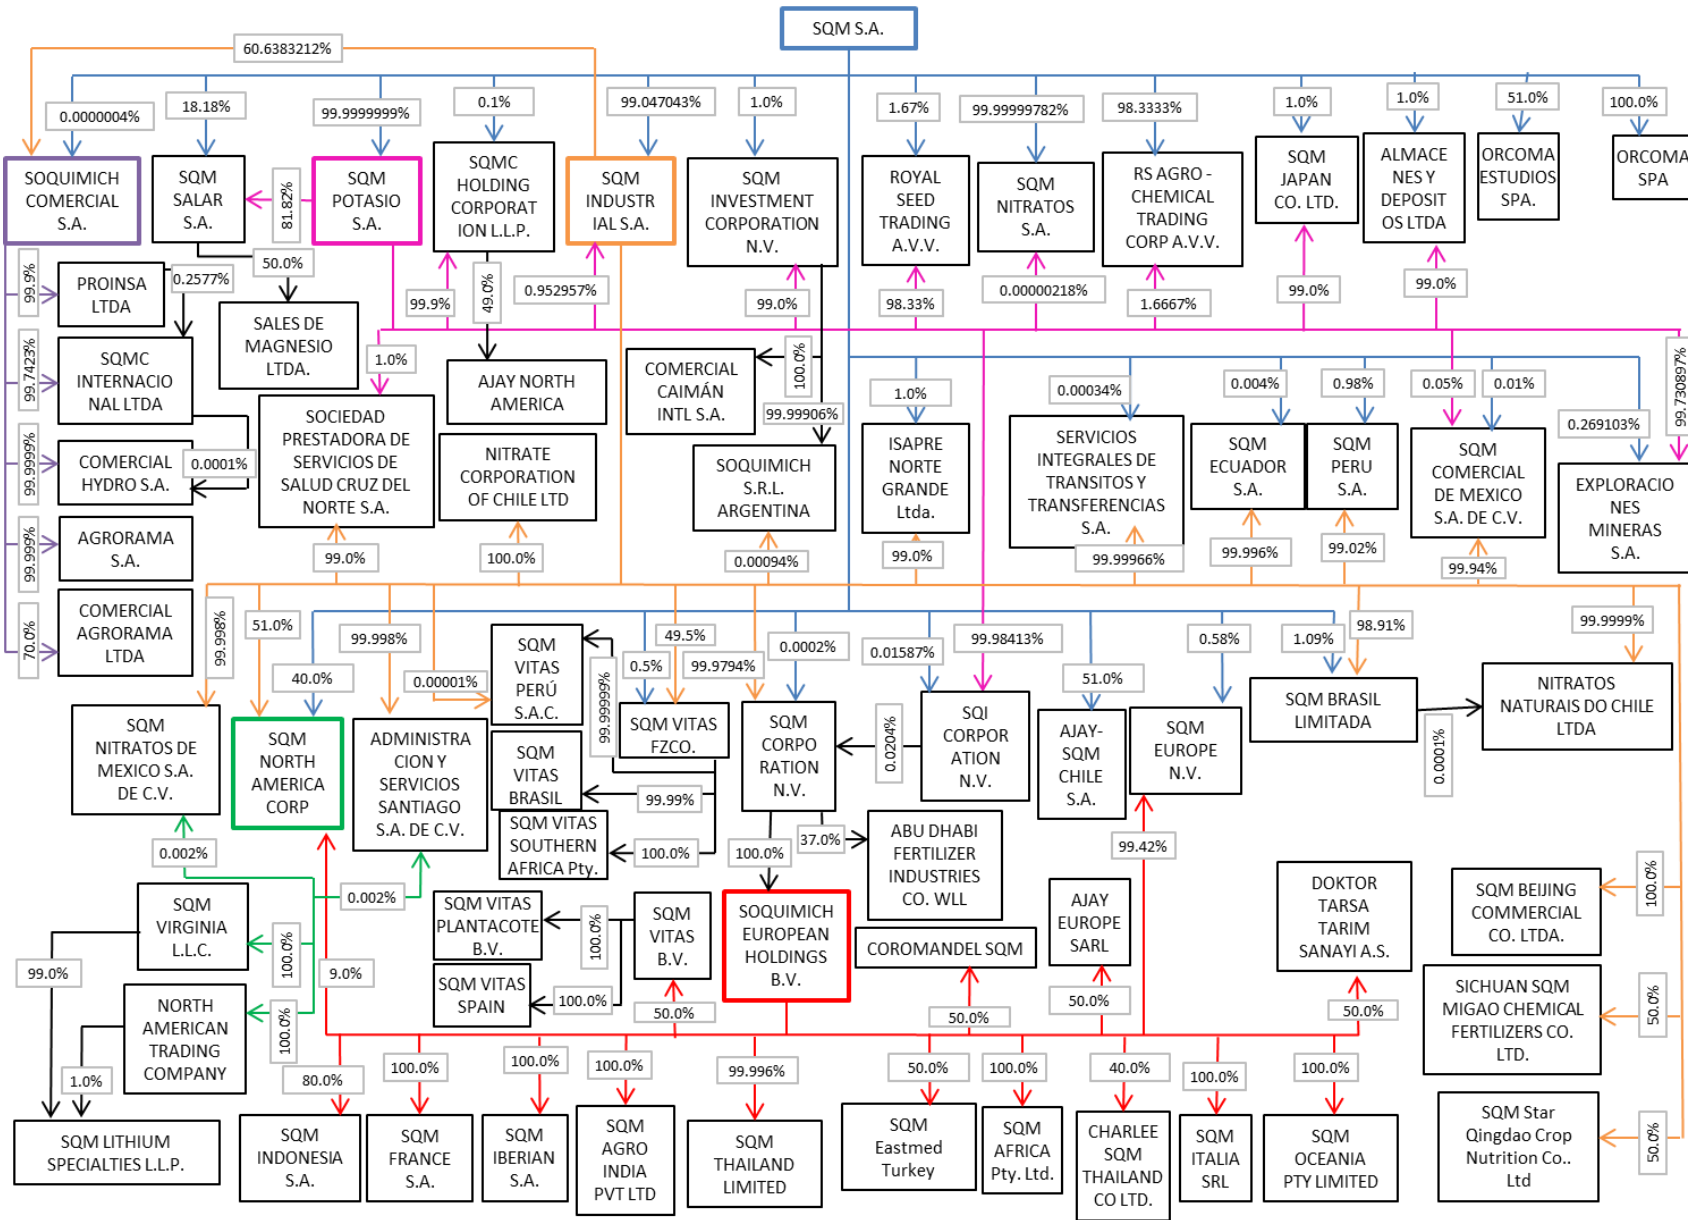 SQM S.A.
60.6383212%
0.0000004%
18.18%
99.9999999%
0.1%
99.047043%
1.0%
1.67%
99.99999782%
98.3333%
1.0%
1.0%
51.0%
100.0%
SOQUIMICH
COMERCIAL
S.A.
SQM
SALAR
S.A.
81.82%
SQM
POTASIO
S.A.
SQMC
HOLDING
CORPORAT
ION L.L.P.
SQM
INDUSTR
IAL S.A.
SQM
INVESTMENT
CORPORATION
N.V.
ROYAL
SEED
TRADING
A.V.V.
SQM
NITRATOS
S.A.
RS AGRO -
CHEMICAL
TRADING
CORP A.V.V.
SQM
JAPAN
CO. LTD.
ALMACE
NES Y
DEPOSIT
OS LTDA
ORCOMA
ESTUDIOS
SPA.
ORCOMA
SPA
99.9%
PROINSA
LTDA
0.2577%
50.0%
99.9%
49.0%
0.952957%
99.0%
98.33%
0.00000218%
1.6667%
99.0%
99.0%
99.7423%
SQMC
INTERNACIO
NAL LTDA
SALES DE
MAGNESIO
LTDA.
1.0%
AJAY NORTH
AMERICA
COMERCIAL
CAIMÁN
INTL S.A.
100.0%
99.99906%
1.0%
0.00034%
0.004%
0.98%
0.05%
0.01%
0.269103%
99.730897%
99.9999%
COMERCIAL
HYDRO S.A.
0.0001%
SOCIEDAD
PRESTADORA DE
SERVICIOS DE
SALUD CRUZ DEL
NORTE S.A.
NITRATE
CORPORATION
OF CHILE LTD
SOQUIMICH
S.R.L.
ARGENTINA
ISAPRE
NORTE
GRANDE
Ltda.
SERVICIOS
INTEGRALES DE
TRANSITOS Y
TRANSFERENCIAS
S.A.
SQM
ECUADOR
S.A.
SQM
PERU
S.A.
SQM
COMERCIAL
DE MEXICO
S.A. DE C.V.
EXPLORACIO
NES
MINERAS
S.A.
99.999%
AGRORAMA
S.A.
99.0%
100.0%
0.00094%
99.0%
99.99966%
99.996%
99.02%
99.94%
70.0%
COMERCIAL
AGRORAMA
LTDA
99.998%
51.0%
40.0%
99.998%
0.00001%
SQM
VITAS
PERÚ
S.A.C.
99.99999%
0.5%
49.5%
99.9794%
0.0002%
0.01587%
99.98413%
51.0%
0.58%
1.09%
98.91%
99.9999%
SQM
NITRATOS DE
MEXICO S.A.
DE C.V.
SQM
NORTH
AMERICA
CORP
ADMINISTRA
CION Y
SERVICIOS
SANTIAGO
S.A. DE C.V.
SQM
VITAS
BRASIL
SQM VITAS
FZCO.
SQM
CORPO
RATION
N.V.
0.0204%
SQI
CORPOR
ATION
N.V.
AJAY-
SQM
CHILE
S.A.
SQM
EUROPE
N.V.
SQM BRASIL
LIMITADA
0.0001%
NITRATOS
NATURAIS DO CHILE
LTDA
99.99%
SQM VITAS
SOUTHERN
AFRICA Pty.
100.0%
100.0%
37.0%
ABU DHABI
FERTILIZER
INDUSTRIES
CO. WLL
99.42%
0.002%
0.002%
SQM
VIRGINIA
L.L.C.
100.0%
99.0%
9.0%
SQM VITAS
PLANTACOTE
B.V.
100.0%
SQM
VITAS
B.V.
SOQUIMICH
EUROPEAN
HOLDINGS
B.V.
COROMANDEL SQM
AJAY
EUROPE
SARL
DOKTOR
TARSA
TARIM
SANAYI A.S.
SQM BEIJING
COMMERCIAL
CO. LTDA.
100.0%
NORTH
AMERICAN
TRADING
COMPANY
100.0%
SQM VITAS
SPAIN
100.0%
50.0%
50.0%
50.0%
50.0%
SICHUAN SQM
MIGAO CHEMICAL
FERTILIZERS CO.
LTD.
50.0%
1.0%
80.0%
100.0%
100.0%
100.0%
99.996%
50.0%
100.0%
40.0%
100.0%
100.0%
SQM LITHIUM
SPECIALTIES L.L.P.
SQM
INDONESIA
S.A.
SQM
FRANCE
S.A.
SQM
IBERIAN
S.A.
SQM
AGRO
INDIA
PVT LTD
SQM
THAILAND
LIMITED
SQM
Eastmed
Turkey
SQM
AFRICA
Pty. Ltd.
CHARLEE
SQM
THAILAND
CO LTD.
SQM
ITALIA
SRL
SQM
OCEANIA
PTY LIMITED
SQM Star
Qingdao Crop
Nutrition Co..
Ltd
50.0%